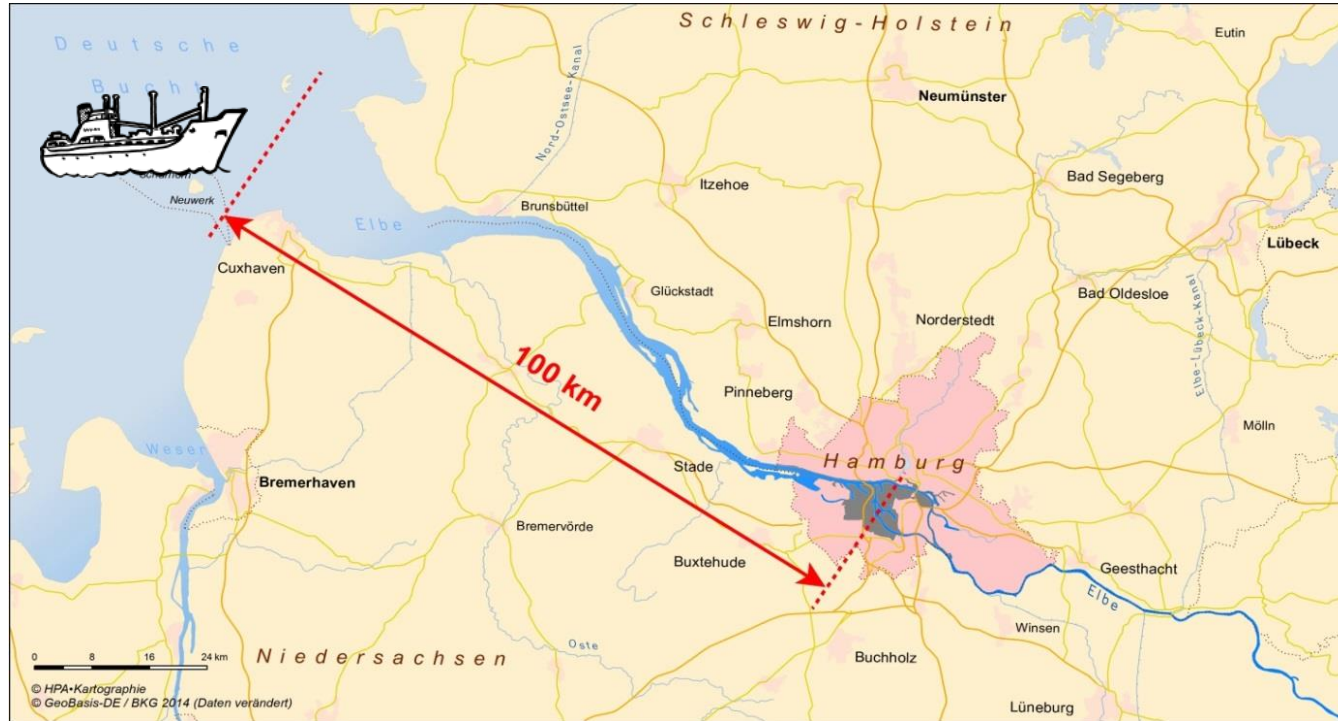 Schleswig-Holstein
Eutin
Deutsche
Bucht
Neumünster
Nord-Ostsee-Kanal
Itzehoe
Bad Segeberg
Scharhörn
Neuwerk
Brunsbüttel
Elbe
Lübeck
Cuxhaven
Glückstadt
Bad Oldesloe
Elmshorn
Norderstedt
Elbe-Lübeck-Kanal
100 km
Pinneberg
Mölln
Weser
Stade
Hamburg
Bremerhaven
Bremervörde
Buxtehude
Geesthacht
Elbe
Winsen
Oste
Niedersachsen
Buchholz
0 8 16 24 km
© HPA•Kartographie
© GeoBasis-DE / BKG 2014 (Daten verändert)
Lüneburg